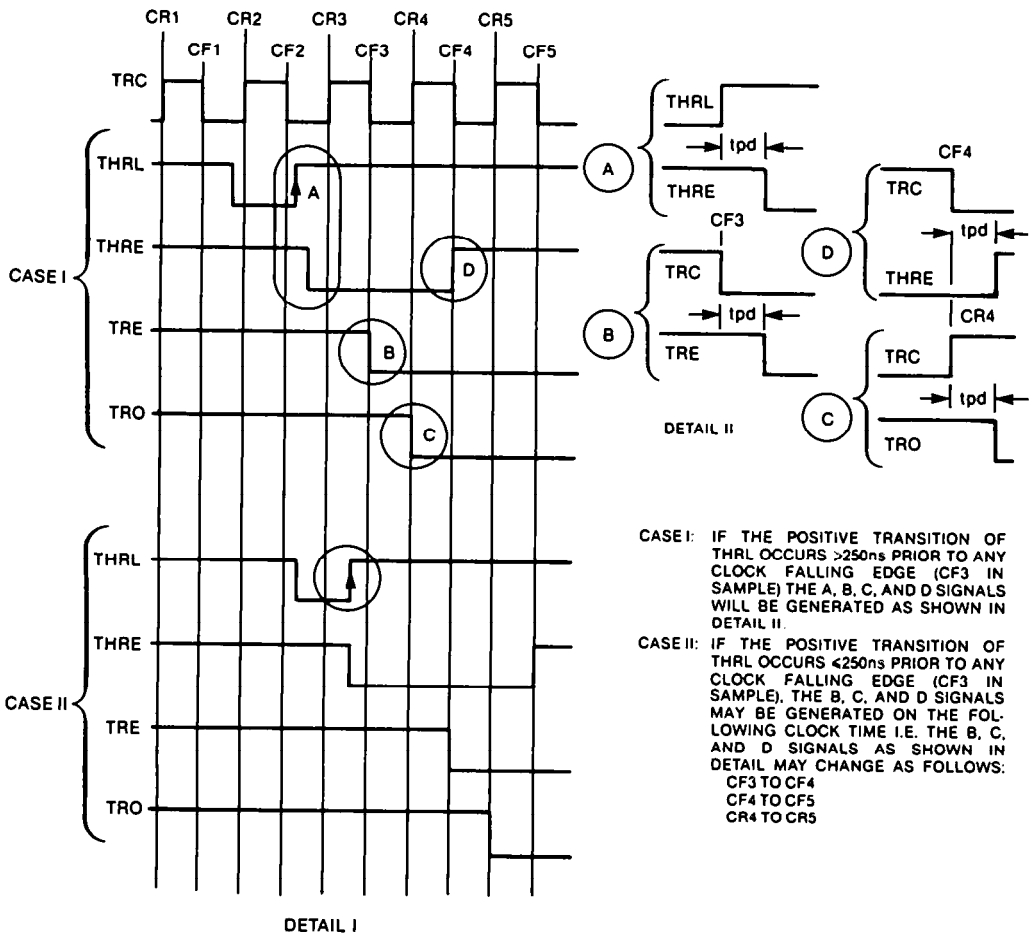 CR1 CR2 CR3 CR4 CR5
CF1 CF2 CF3 CF4 CF5
TRC
CASE I
THRL
A
THRE
D
TRE
B
TRO
C
CASE II
THRL
THRE
TRE
TRO
DETAIL I
A
THRL
tpd
THRE
B
CF3
TRC
tpd
TRE
D
CF4
TRC
tpd
THRE
C
CR4
TRC
tpd
TRO
DETAIL II
CASE I: IF THE POSITIVE TRANSITION OF
THRL OCCURS >250ns PRIOR TO ANY
CLOCK FALLING EDGE (CF3 IN
SAMPLE) THE A, B, C, AND D SIGNALS
WILL BE GENERATED AS SHOWN IN
DETAIL II.
CASE II: IF THE POSITIVE TRANSITION OF
THRL OCCURS ≤250ns PRIOR TO ANY
CLOCK FALLING EDGE (CF3 IN
SAMPLE), THE B, C, AND D SIGNALS
MAY BE GENERATED ON THE FOL-
LOWING CLOCK TIME I.E. THE B, C,
AND D SIGNALS AS SHOWN IN
DETAIL MAY CHANGE AS FOLLOWS:
CF3 TO CF4
CF4 TO CF5
CR4 TO CR5